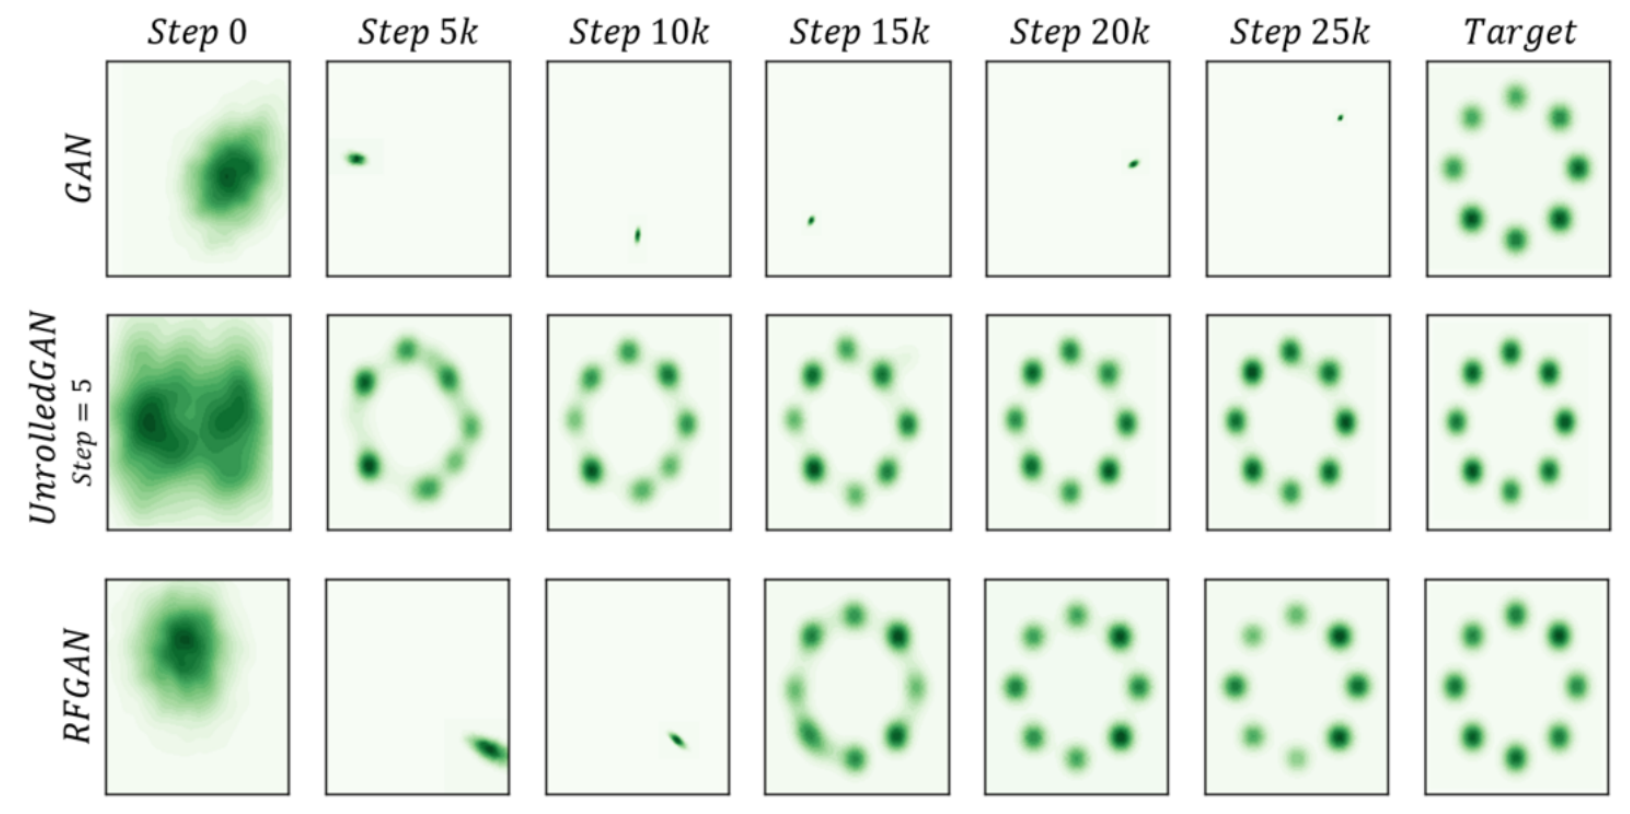 Step 0 Step 5k Step 10k Step 15k Step 20k Step 25k Target
GAN
UnrolledGAN
Step = 5
RFGAN